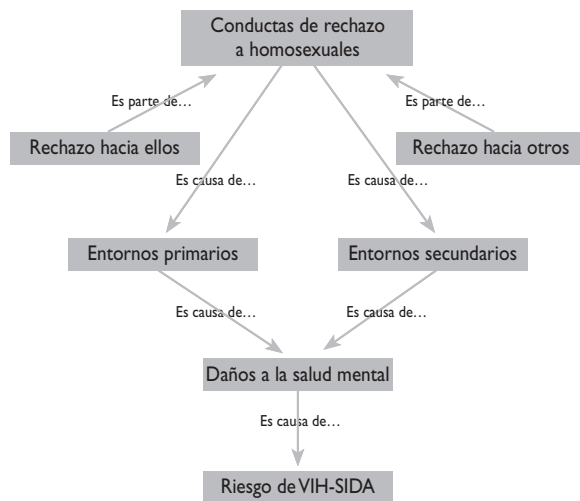 Conductas de rechazo
a homosexuales
Es parte de…
Es parte de…
Rechazo hacia ellos
Rechazo hacia otros
Es causa de…
Es causa de…
Entornos primarios
Entornos secundarios
Es causa de…
Es causa de…
Daños a la salud mental
Es causa de…
Riesgo de VIH-SIDA